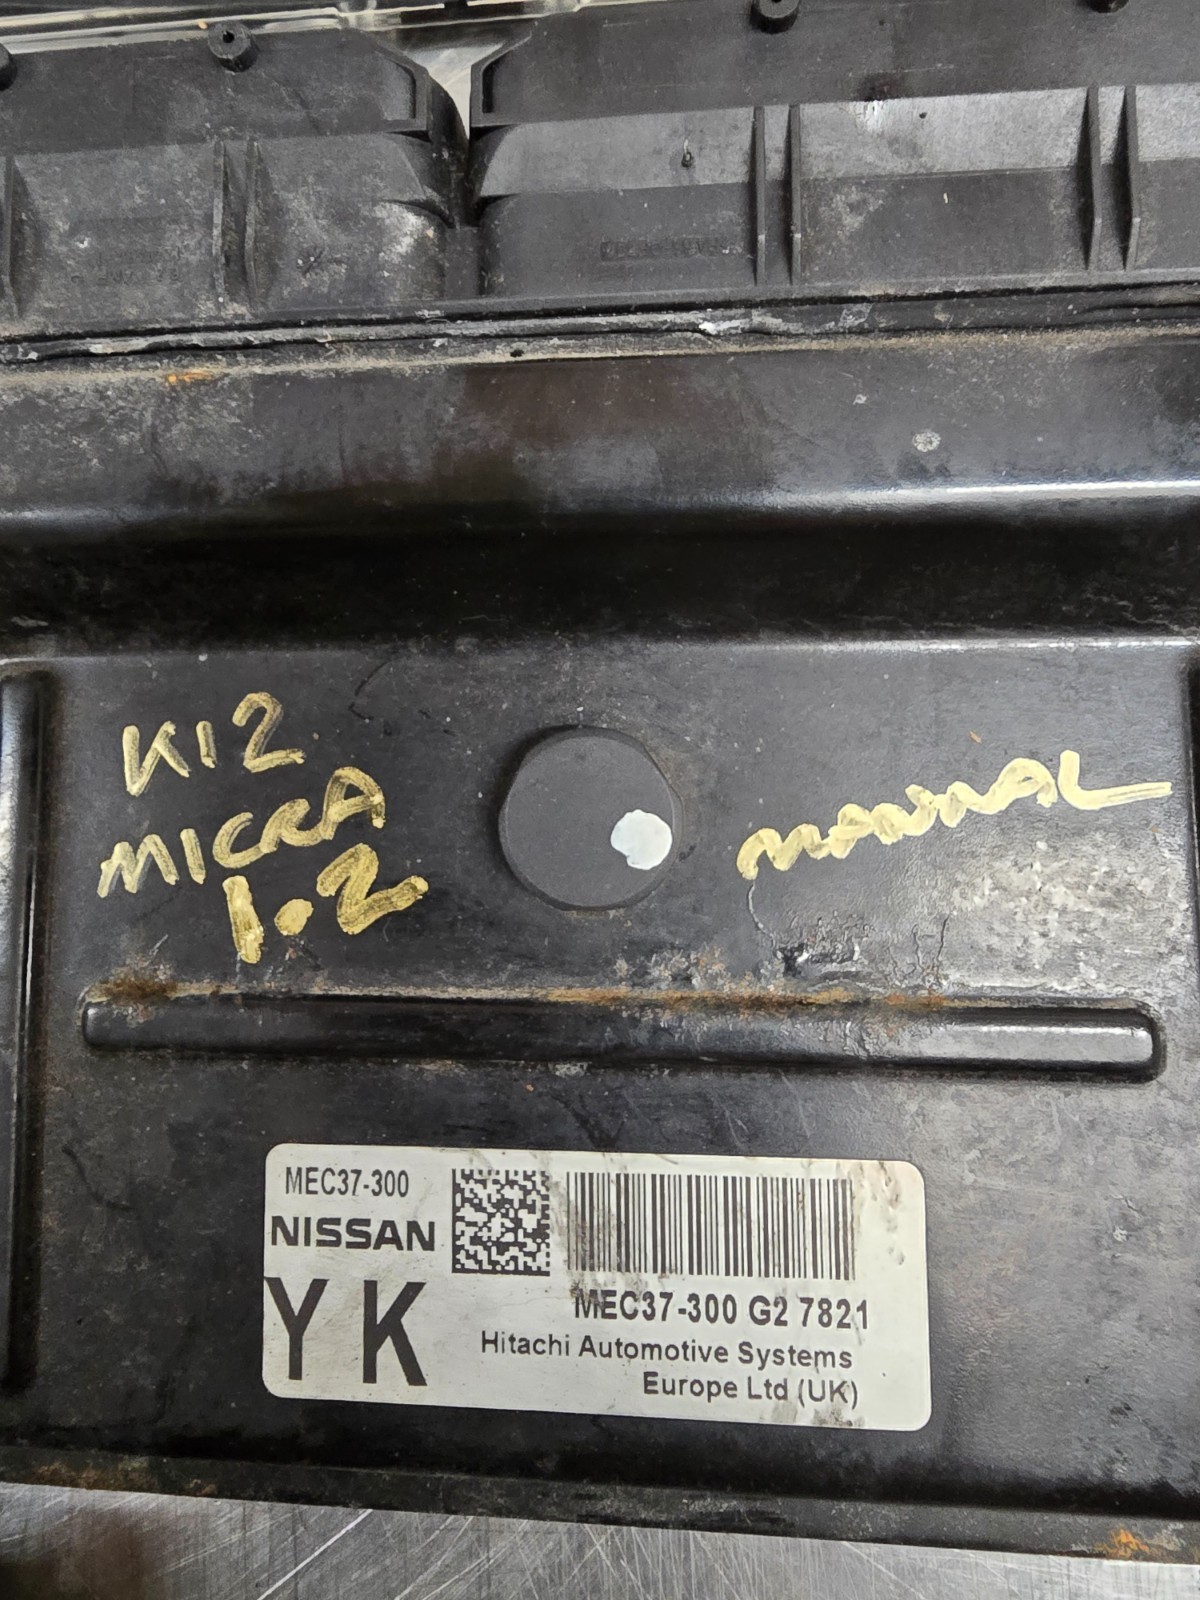 K12
MICRA
1.2
MANUAL
MEC37-300
NISSAN
YK
MEC37-300 G2 7821
Hitachi Automotive Systems
Europe Ltd (UK)